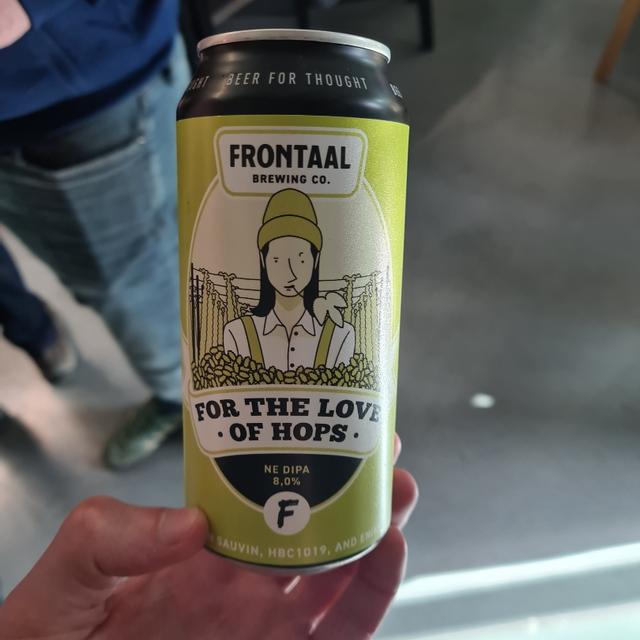 BEER FOR THOUGHT
FRONTAAL
BREWING CO.
FOR THE LOVE
· OF HOPS ·
NE DIPA
8,0%
F
SAUVIN, HBC1019, AND